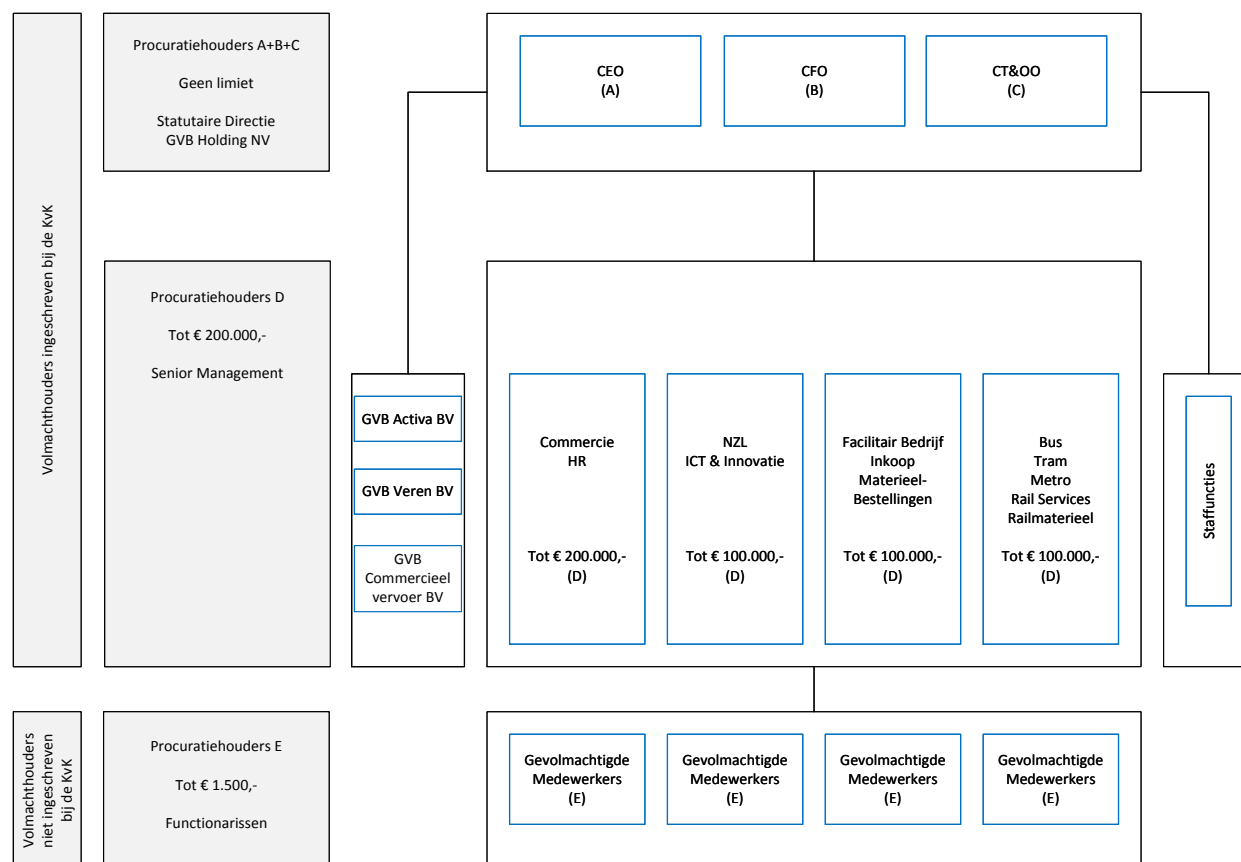 Volmachthouders ingeschreven bij de KvK
Procuratiehouders A+B+C
Geen limiet
Statutaire Directie
GVB Holding NV
CEO
(A)
CFO
(B)
CT&OO
(C)
Procuratiehouders D
Tot € 200.000,-
Senior Management
GVB Activa BV
GVB Veren BV
GVB
Commercieel
vervoer BV
Commercie
HR
Tot € 200.000,-
(D)
NZL
ICT & Innovatie
Tot € 100.000,-
(D)
Facilitair Bedrijf
Inkoop
Materieel-
Bestellingen
Tot € 100.000,-
(D)
Bus
Tram
Metro
Rail Services
Railmaterieel
Tot € 100.000,-
(D)
Staffuncties
Volmachthouders
niet ingeschreven
bij de KvK
Procuratiehouders E
Tot € 1.500,-
Functionarissen
Gevolmachtigde
Medewerkers
(E)
Gevolmachtigde
Medewerkers
(E)
Gevolmachtigde
Medewerkers
(E)
Gevolmachtigde
Medewerkers
(E)